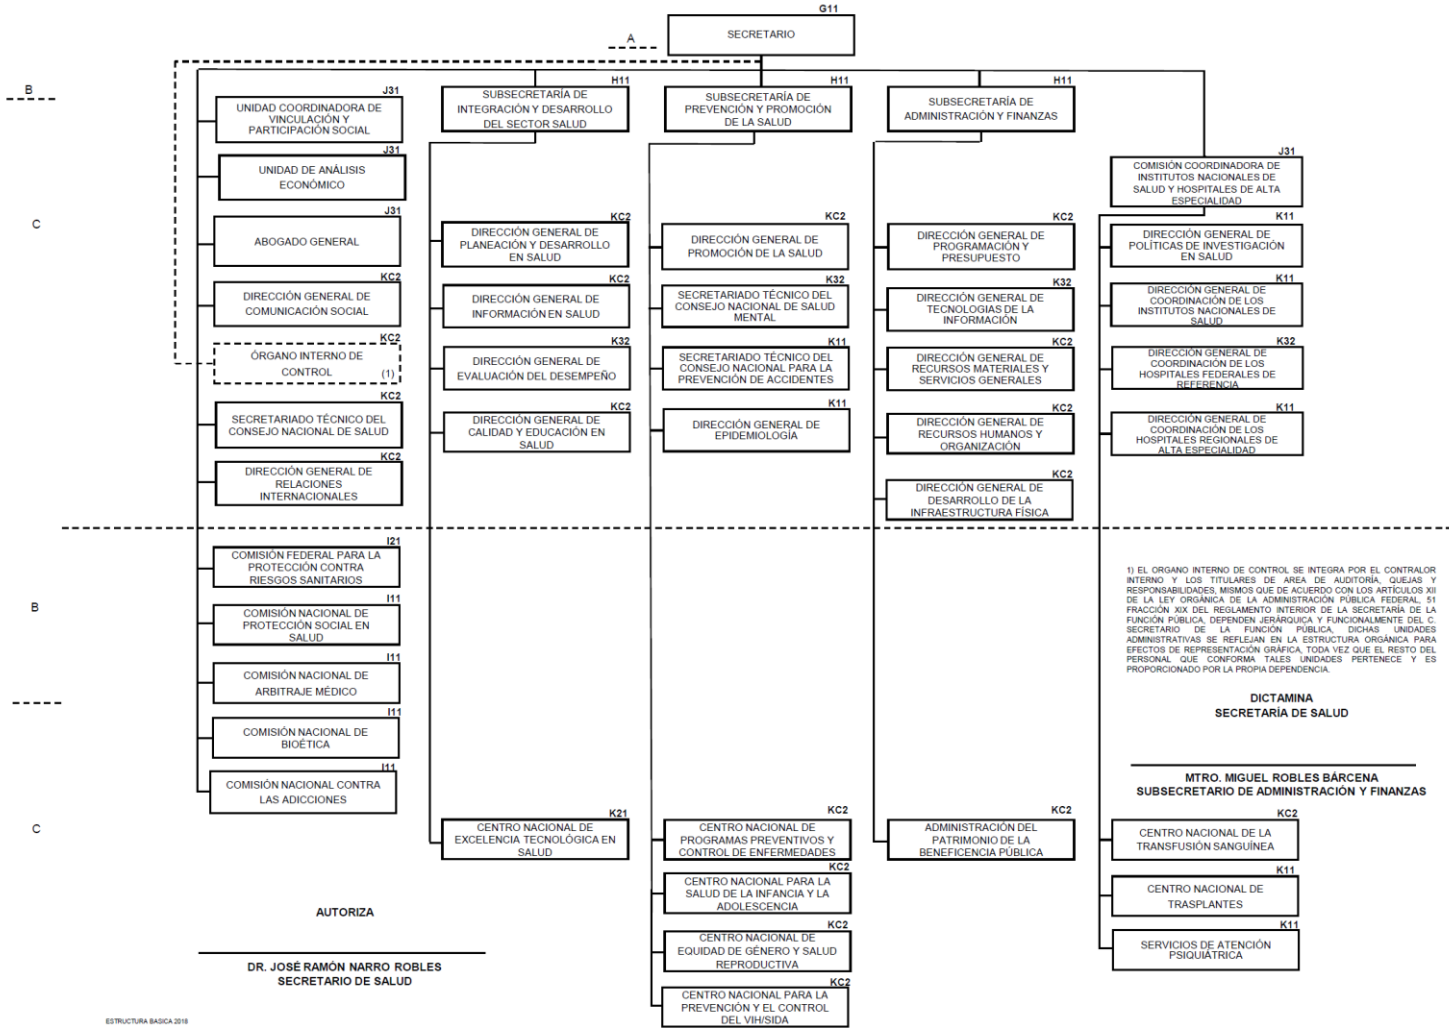 G11
SECRETARIO
A
B
H11
SUBSECRETARÍA DE
INTEGRACIÓN Y DESARROLLO
DEL SECTOR SALUD
H11
SUBSECRETARÍA DE
PREVENCIÓN Y PROMOCIÓN
DE LA SALUD
H11
SUBSECRETARÍA DE
ADMINISTRACIÓN Y FINANZAS
J31
COMISIÓN COORDINADORA DE
INSTITUTOS NACIONALES DE
SALUD Y HOSPITALES DE ALTA
ESPECIALIDAD
C
J31
UNIDAD COORDINADORA DE
VINCULACIÓN Y
PARTICIPACIÓN SOCIAL
J31
UNIDAD DE ANÁLISIS
ECONÓMICO
J31
ABOGADO GENERAL
KC2
DIRECCIÓN GENERAL DE
COMUNICACIÓN SOCIAL
KC2
ÓRGANO INTERNO DE
CONTROL
(1)
KC2
SECRETARIADO TÉCNICO DEL
CONSEJO NACIONAL DE SALUD
KC2
DIRECCIÓN GENERAL DE
RELACIONES
INTERNACIONALES
KC2
DIRECCIÓN GENERAL DE
PLANEACIÓN Y DESARROLLO
EN SALUD
KC2
DIRECCIÓN GENERAL DE
INFORMACIÓN EN SALUD
K32
DIRECCIÓN GENERAL DE
EVALUACIÓN DEL DESEMPEÑO
KC2
DIRECCIÓN GENERAL DE
CALIDAD Y EDUCACIÓN EN
SALUD
KC2
DIRECCIÓN GENERAL DE
PROMOCIÓN DE LA SALUD
K32
SECRETARIADO TÉCNICO DEL
CONSEJO NACIONAL DE SALUD
MENTAL
K11
SECRETARIADO TÉCNICO DEL
CONSEJO NACIONAL PARA LA
PREVENCIÓN DE ACCIDENTES
K11
DIRECCIÓN GENERAL DE
EPIDEMIOLOGÍA
KC2
DIRECCIÓN GENERAL DE
PROGRAMACIÓN Y
PRESUPUESTO
K32
DIRECCIÓN GENERAL DE
TECNOLOGIAS DE LA
INFORMACIÓN
KC2
DIRECCIÓN GENERAL DE
RECURSOS MATERIALES Y
SERVICIOS GENERALES
KC2
DIRECCIÓN GENERAL DE
RECURSOS HUMANOS Y
ORGANIZACIÓN
KC2
DIRECCIÓN GENERAL DE
DESARROLLO DE LA
INFRAESTRUCTURA FÍSICA
K11
DIRECCIÓN GENERAL DE
POLÍTICAS DE INVESTIGACIÓN
EN SALUD
K11
DIRECCIÓN GENERAL DE
COORDINACIÓN DE LOS
INSTITUTOS NACIONALES DE
SALUD
K32
DIRECCIÓN GENERAL DE
COORDINACIÓN DE LOS
HOSPITALES FEDERALES DE
REFERENCIA
K11
DIRECCIÓN GENERAL DE
COORDINACIÓN DE LOS
HOSPITALES REGIONALES DE
ALTA ESPECIALIDAD
B
I21
COMISIÓN FEDERAL PARA LA
PROTECCIÓN CONTRA
RIESGOS SANITARIOS
I11
COMISIÓN NACIONAL DE
PROTECCIÓN SOCIAL EN
SALUD
I11
COMISIÓN NACIONAL DE
ARBITRAJE MÉDICO
I11
COMISIÓN NACIONAL DE
BIOÉTICA
I11
COMISIÓN NACIONAL CONTRA
LAS ADICCIONES
1) EL ORGANO INTERNO DE CONTROL SE INTEGRA POR EL CONTRALOR
INTERNO Y LOS TITULARES DE AREA DE AUDITORÍA, QUEJAS Y
RESPONSABILIDADES, MISMOS QUE DE ACUERDO CON LOS ARTÍCULOS XII
DE LA LEY ORGÁNICA DE LA ADMINISTRACIÓN PÚBLICA FEDERAL, 51
FRACCIÓN XIX DEL REGLAMENTO INTERIOR DE LA SECRETARÍA DE LA
FUNCIÓN PÚBLICA, DEPENDEN JERÁRQUICA Y FUNCIONALMENTE DEL C.
SECRETARIO DE LA FUNCIÓN PÚBLICA, DICHAS UNIDADES
ADMINISTRATIVAS SE REFLEJAN EN LA ESTRUCTURA ORGÁNICA PARA
EFECTOS DE REPRESENTACIÓN GRÁFICA, TODA VEZ QUE EL RESTO DEL
PERSONAL QUE CONFORMA TALES UNIDADES PERTENECE Y ES
PROPORCIONADO POR LA PROPIA DEPENDENCIA.
DICTAMINA
SECRETARÍA DE SALUD
MTRO. MIGUEL ROBLES BÁRCENA
SUBSECRETARIO DE ADMINISTRACIÓN Y FINANZAS
C
K21
CENTRO NACIONAL DE
EXCELENCIA TECNOLÓGICA EN
SALUD
KC2
CENTRO NACIONAL DE
PROGRAMAS PREVENTIVOS Y
CONTROL DE ENFERMEDADES
KC2
CENTRO NACIONAL PARA LA
SALUD DE LA INFANCIA Y LA
ADOLESCENCIA
KC2
CENTRO NACIONAL DE
EQUIDAD DE GÉNERO Y SALUD
REPRODUCTIVA
KC2
CENTRO NACIONAL PARA LA
PREVENCIÓN Y EL CONTROL
DEL VIH/SIDA
KC2
ADMINISTRACIÓN DEL
PATRIMONIO DE LA
BENEFICENCIA PÚBLICA
KC2
CENTRO NACIONAL DE LA
TRANSFUSIÓN SANGUÍNEA
K11
CENTRO NACIONAL DE
TRASPLANTES
K11
SERVICIOS DE ATENCIÓN
PSIQUIÁTRICA
AUTORIZA
DR. JOSÉ RAMÓN NARRO ROBLES
SECRETARIO DE SALUD
ESTRUCTURA BASICA 2018